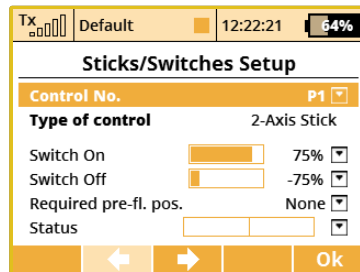 Tx Default 12:22:21 64%
Sticks/Switches Setup
Control No. P1
Type of control 2-Axis Stick
Switch On 75%
Switch Off -75%
Required pre-fl. pos. None
Status
Ok